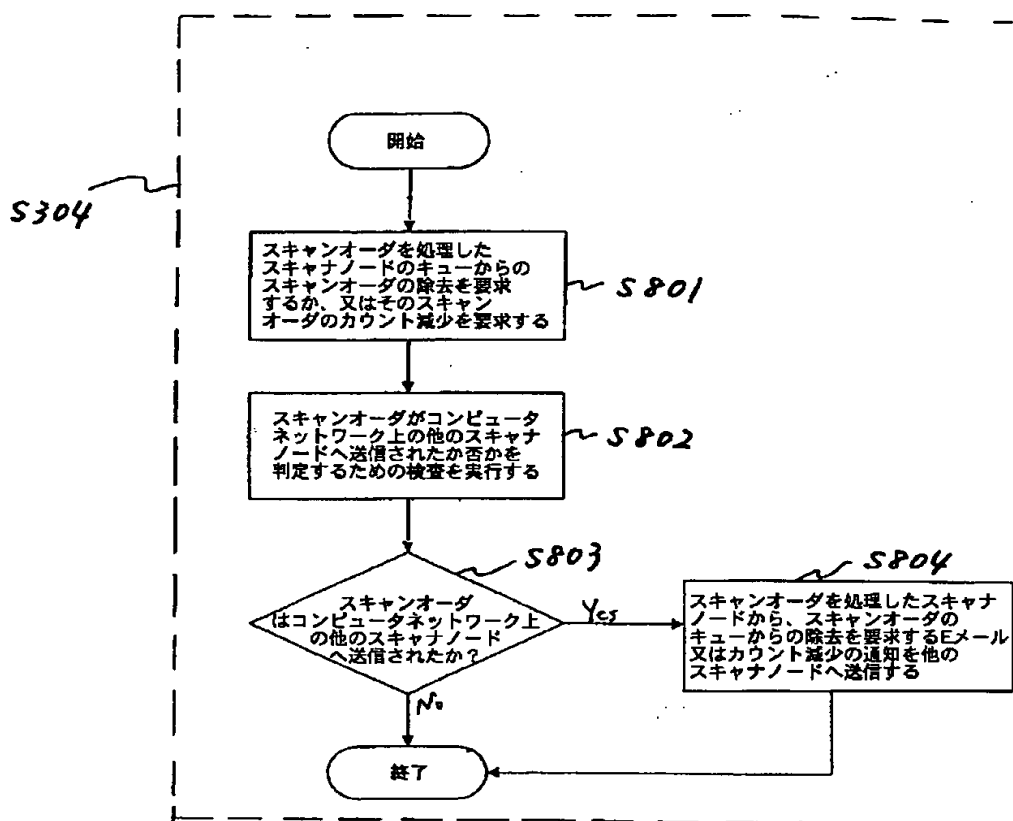 開始
S304
スキャンオーダを処理した
スキャナノードのキューからの
スキャンオーダの除去を要求
するか、又はそのスキャン
オーダのカウント減少を要求する
S801
スキャンオーダがコンピュータ
ネットワーク上の他のスキャナ
ノードへ送信されたか否かを
判定するための検査を実行する
S802
S803
スキャンオーダ
はコンピュータネットワーク上
の他のスキャナノード
へ送信されたか?
Yes
No
S804
スキャンオーダを処理したスキャナ
ノードから、スキャンオーダの
キューからの除去を要求するEメール
又はカウント減少の通知を他の
スキャナノードへ送信する
終了